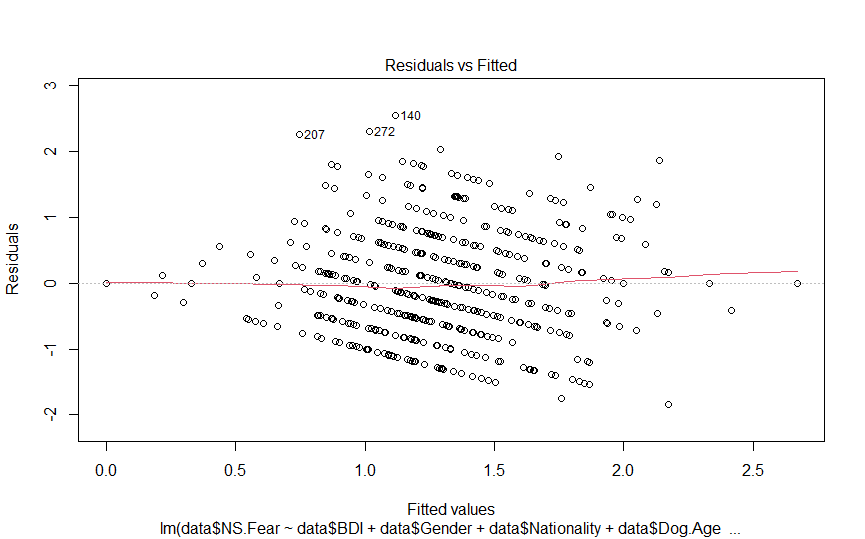 Residuals vs Fitted
3
2
1
0
-1
-2
Residuals
140
272
207
0.0 0.5 1.0 1.5 2.0 2.5
Fitted values
lm(data$NS.Fear ~ data$BDI + data$Gender + data$Nationality + data$Dog.Age ...